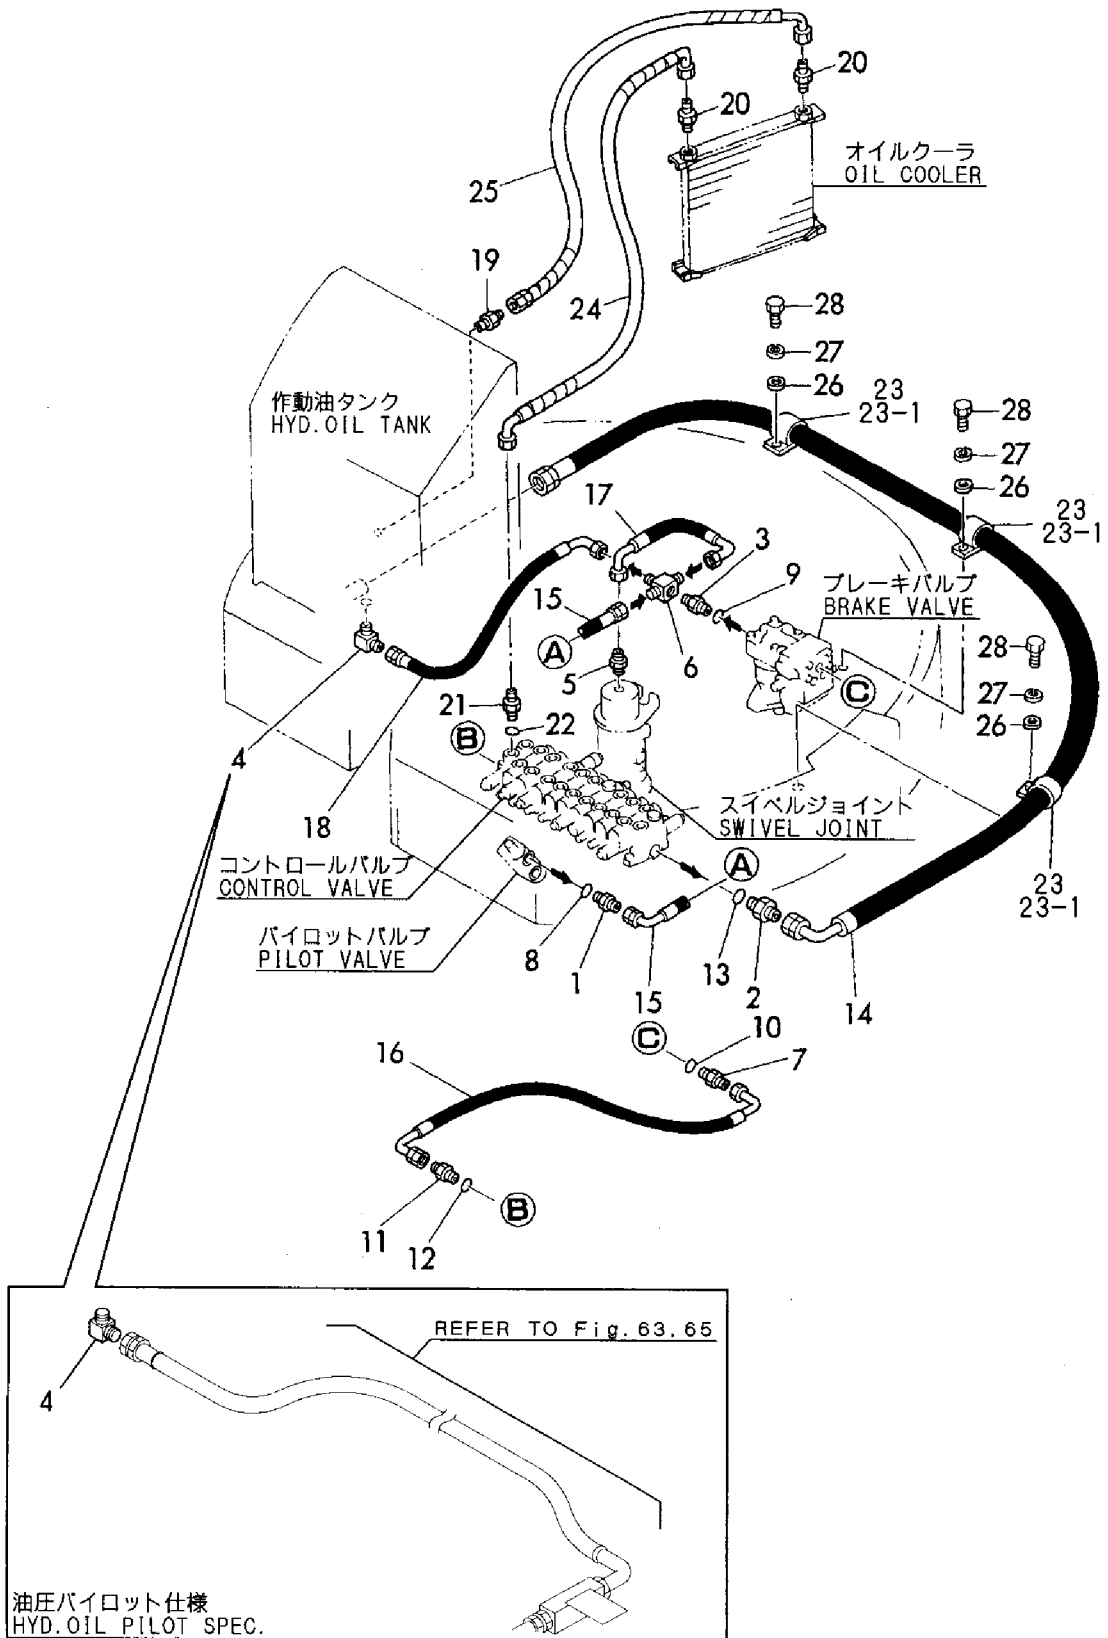 20
20
オイルクーラ
OIL COOLER
25
19
24
28
27
26
23
23-1
28
27
26
23
23-1
作動油タンク
HYD.OIL TANK
17
3
9
ブレーキバルブ
BRAKE VALVE
15
A
6
5
C
28
27
26
21
22
B
4
18
スイベルジョイント
SWIVEL JOINT
コントロールバルブ
CONTROL VALVE
A
23
23-1
パイロットバルブ
PILOT VALVE
8
1
15
13
2
14
C
10
7
16
11
12
B
REFER TO Fig.63.65
4
油圧パイロット仕様
HYD.OIL PILOT SPEC.